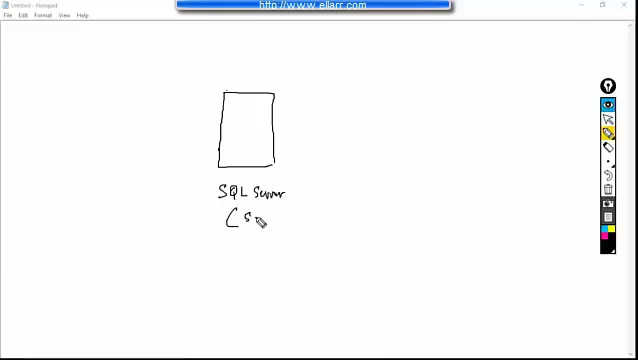 Untitled - Notepad
http://www.ellarr.com
File Edit Format View Help
SQL Server
(s